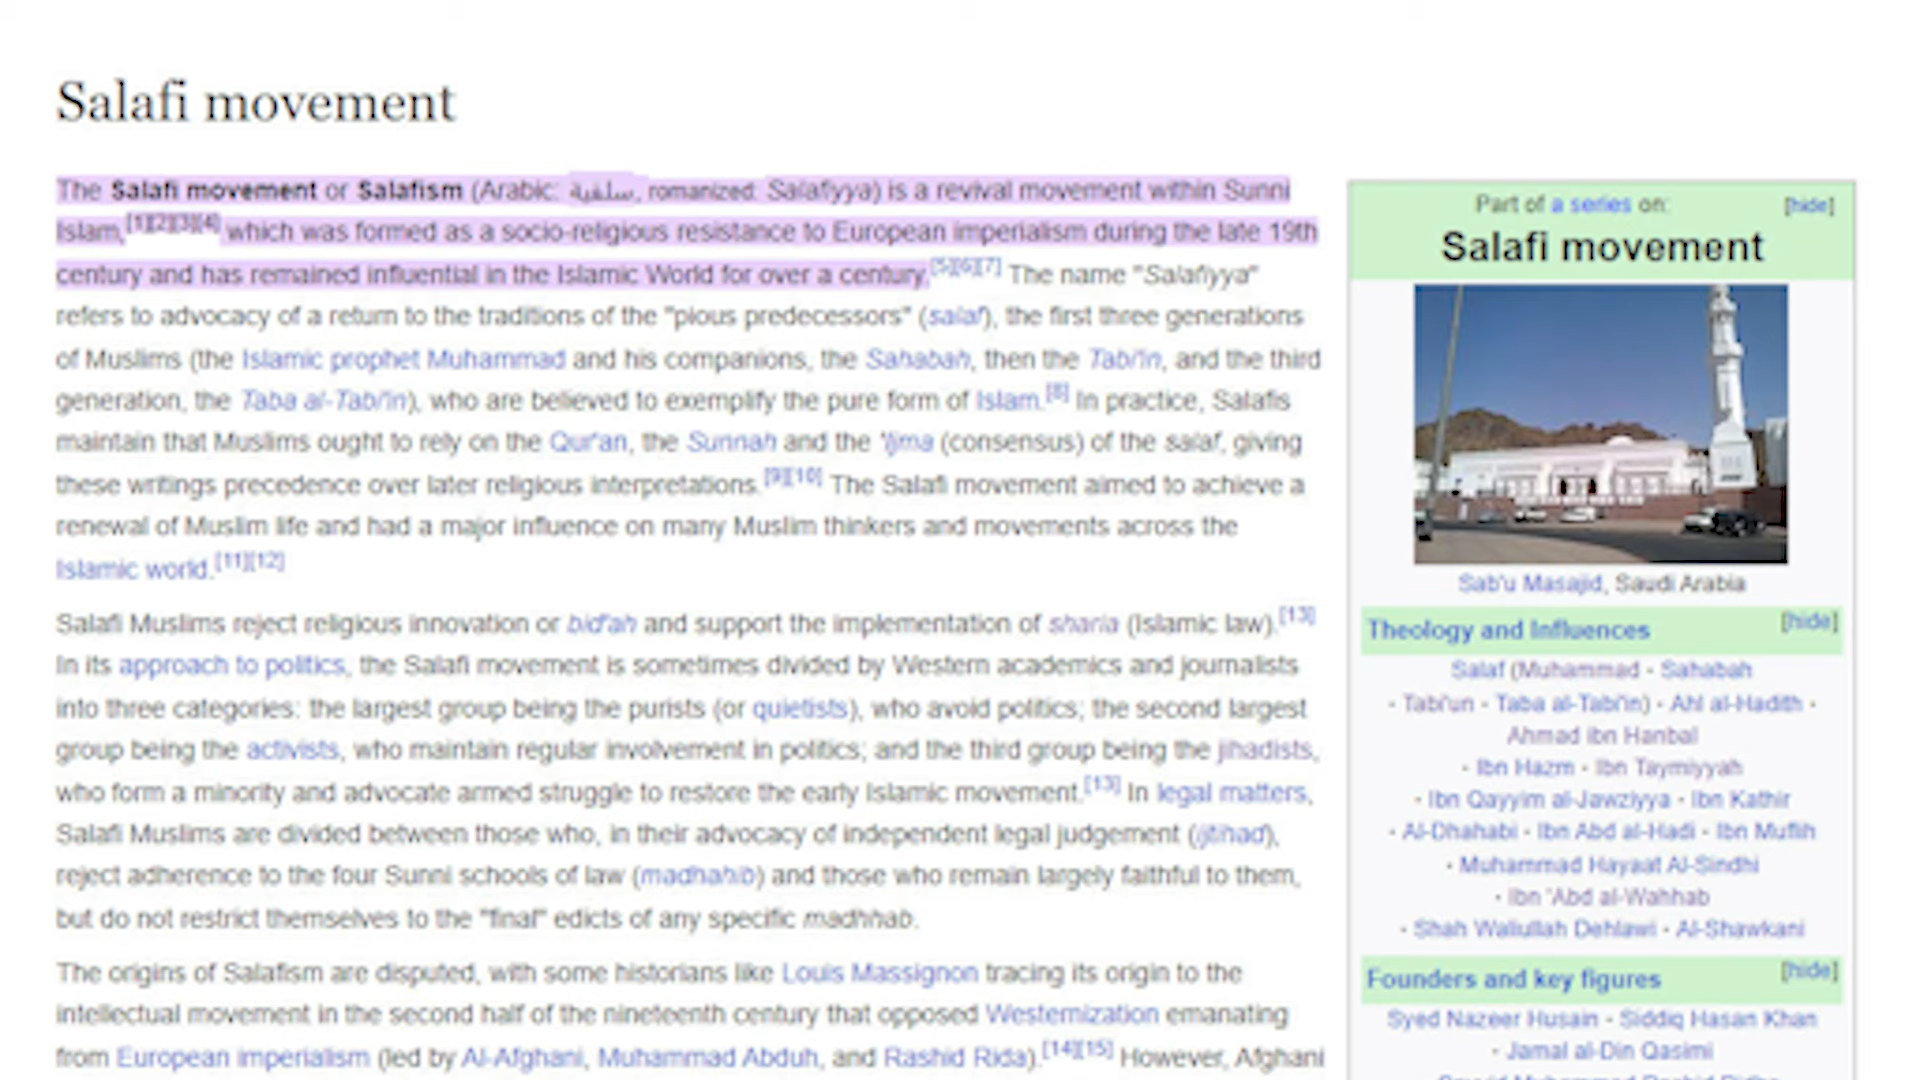 Salafi movement
The Salafi movement or Salafism (Arabic: سلفية, romanized: Salafiyya) is a revival movement within Sunni
Islam,[1][2][3][4] which was formed as a socio-religious resistance to European imperialism during the late 19th
century and has remained influential in the Islamic World for over a century.[5][6][7] The name "Salafiyya"
refers to advocacy of a return to the traditions of the "pious predecessors" (salaf), the first three generations
of Muslims (the Islamic prophet Muhammad and his companions, the Sahabah, then the Tabi'in, and the third
generation, the Taba al-Tabi'in), who are believed to exemplify the pure form of Islam.[8] In practice, Salafis
maintain that Muslims ought to rely on the Qur'an, the Sunnah and the 'Ijma (consensus) of the salaf, giving
these writings precedence over later religious interpretations.[9][10] The Salafi movement aimed to achieve a
renewal of Muslim life and had a major influence on many Muslim thinkers and movements across the
Islamic world.[11][12]
Salafi Muslims reject religious innovation or bid'ah and support the implementation of sharia (Islamic law).[13]
In its approach to politics, the Salafi movement is sometimes divided by Western academics and journalists
into three categories: the largest group being the purists (or quietists), who avoid politics; the second largest
group being the activists, who maintain regular involvement in politics; and the third group being the jihadists,
who form a minority and advocate armed struggle to restore the early Islamic movement.[13] In legal matters,
Salafi Muslims are divided between those who, in their advocacy of independent legal judgement (ijtihad),
reject adherence to the four Sunni schools of law (madhahib) and those who remain largely faithful to them,
but do not restrict themselves to the "final" edicts of any specific madhhab.
The origins of Salafism are disputed, with some historians like Louis Massignon tracing its origin to the
intellectual movement in the second half of the nineteenth century that opposed Westernization emanating
from European imperialism (led by Al-Afghani, Muhammad Abduh, and Rashid Rida).[14][15] However, Afghani
Part of a series on: [hide]
Salafi movement
Sab'u Masajid, Saudi Arabia
Theology and Influences [hide]
Salaf (Muhammad · Sahabah
· Tabi'un · Taba al-Tabi'in) · Ahl al-Hadith ·
Ahmad ibn Hanbal
· Ibn Hazm · Ibn Taymiyyah
· Ibn Qayyim al-Jawziyya · Ibn Kathir
· Al-Dhahabi · Ibn Abd al-Hadi · Ibn Muflih
· Muhammad Hayaat Al-Sindhi
· Ibn 'Abd al-Wahhab
· Shah Waliullah Dehlawi · Al-Shawkani
Founders and key figures [hide]
Syed Nazeer Husain · Siddiq Hasan Khan
· Jamal al-Din Qasimi